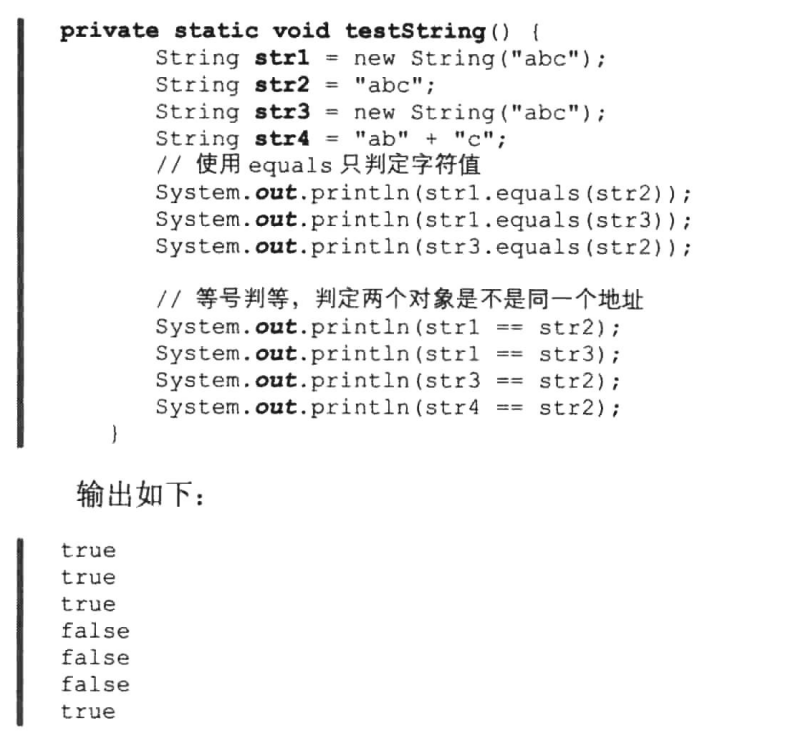 private static void testString() {
String str1 = new String("abc");
String str2 = "abc";
String str3 = new String("abc");
String str4 = "ab" + "c";
// 使用 equals 只判定字符值
System.out.println(str1.equals(str2));
System.out.println(str1.equals(str3));
System.out.println(str3.equals(str2));
// 等号判等，判定两个对象是不是同一个地址
System.out.println(str1 == str2);
System.out.println(str1 == str3);
System.out.println(str3 == str2);
System.out.println(str4 == str2);
}
输出如下：
true
true
true
false
false
false
true